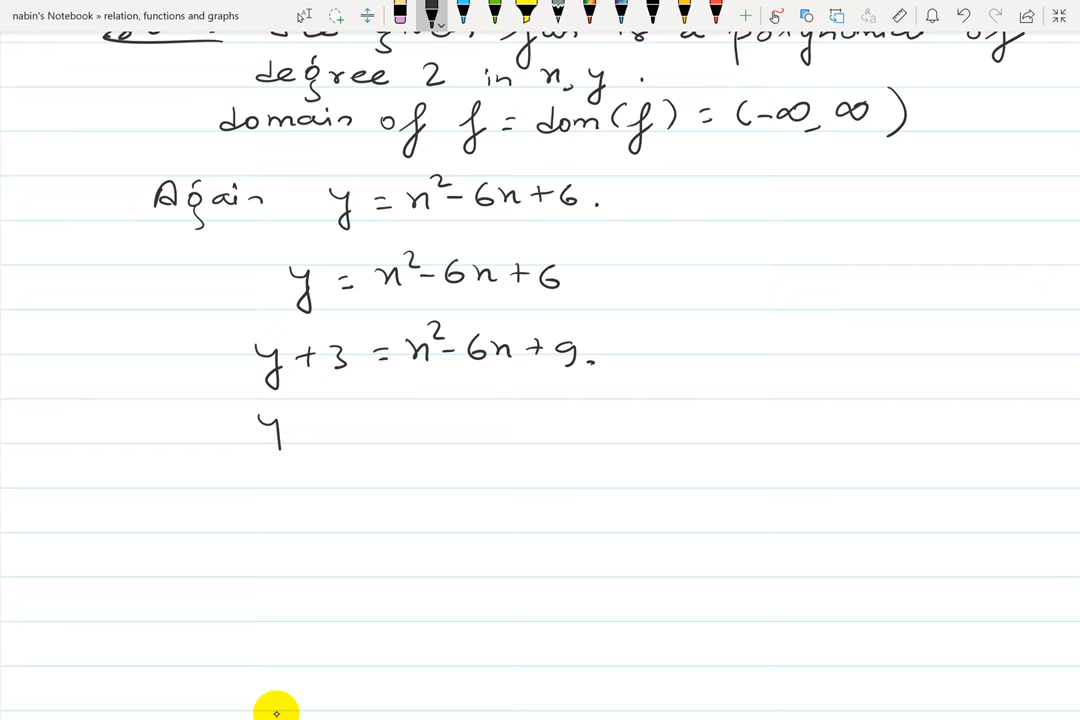 nabin's Notebook » relation, functions and graphs
is a
degree 2 in x, y .
domain of f = dom(f) = (-∞, ∞)
Again y = x² - 6x + 6 .
y = x² - 6x + 6
y + 3 = x² - 6x + 9 .
y